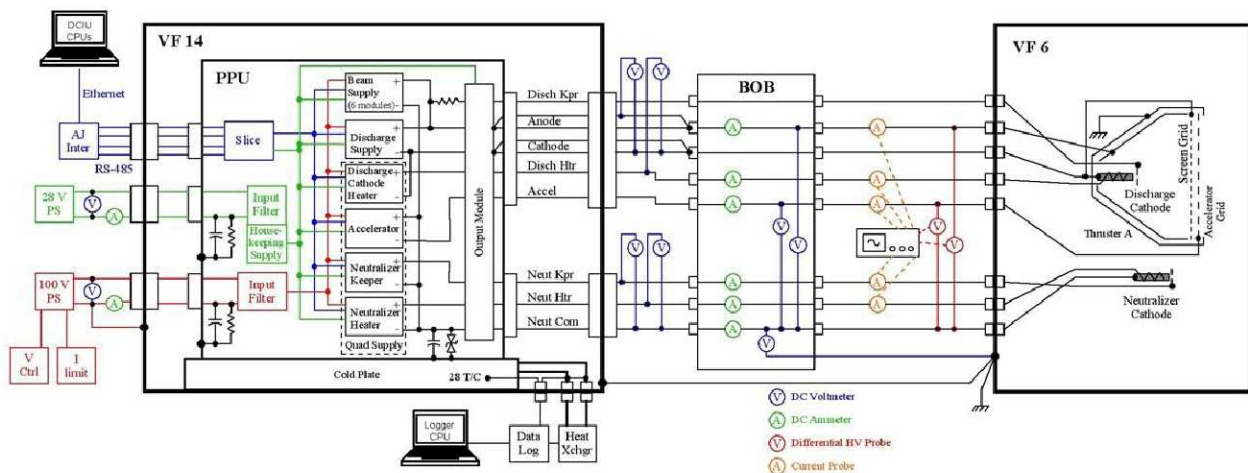 DCIU
CPUs
VF 14
PPU
Ethernet
AJ
Inter
RS-485
Slice
28 V
PS
V
A
Input
Filter
House-
keeping
Supply
100 V
PS
V
A
Input
Filter
V
Ctrl
I
limit
Beam +
Supply
(6 modules) -
Discharge +
Supply -
Discharge +
Cathode
Heater -
+
Accelerator
-
Neutralizer +
Keeper -
Neutralizer +
Heater -
Quad Supply
Output Module
Cold Plate
28 T/C
Logger
CPU
Data
Log
Heat
Xchgr
Disch Kpr
Anode
Cathode
Disch Htr
Accel
Neut Kpr
Neut Htr
Neut Com
V
V
V
V
V
V
BOB
A
A
A
A
A
A
A
V
V
V
A
A
A
A
A
V
V
VF 6
Screen Grid
Accelerator
Grid
Discharge
Cathode
Thruster A
Neutralizer
Cathode
V DC Voltmeter
A DC Ammeter
V Differential HV Probe
A Current Probe